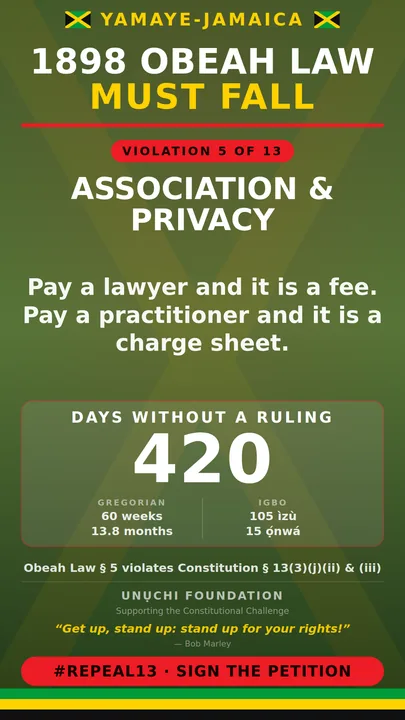 YAMAYE-JAMAICA
1898 OBEAH LAW
MUST FALL
VIOLATION 5 OF 13
ASSOCIATION &
PRIVACY
Pay a lawyer and it is a fee.
Pay a practitioner and it is a
charge sheet.
DAYS WITHOUT A RULING
420
GREGORIAN
60 weeks
13.8 months
IGBO
105 ìzù
15 ọ́nwá
Obeah Law § 5 violates Constitution § 13(3)(j)(ii) & (iii)
UNỤCHI FOUNDATION
Supporting the Constitutional Challenge
“Get up, stand up: stand up for your rights!”
— Bob Marley
#REPEAL13 · SIGN THE PETITION